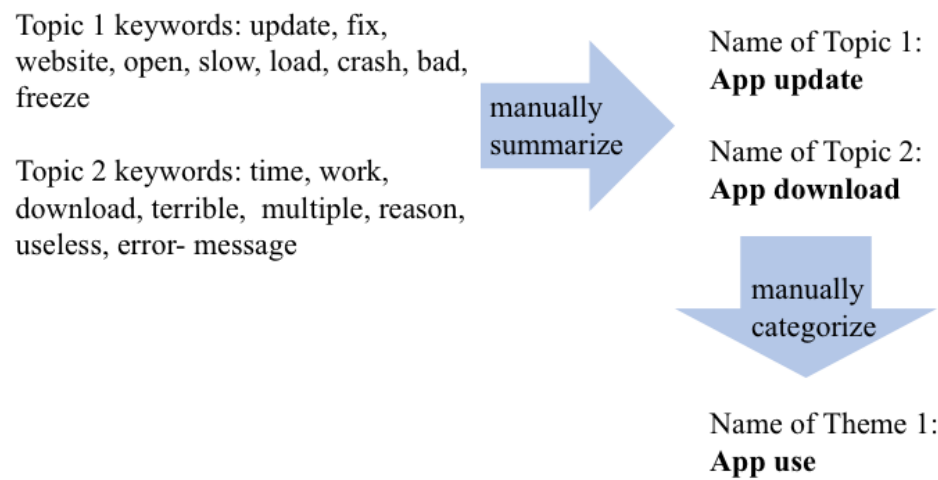 Topic 1 keywords: update, fix,
website, open, slow, load, crash, bad,
freeze
Topic 2 keywords: time, work,
download, terrible,  multiple, reason,
useless, error- message
manually
summarize
Name of Topic 1:
App update
Name of Topic 2:
App download
manually
categorize
Name of Theme 1:
App use